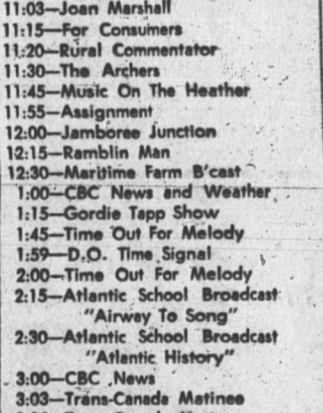 11:03—Joan Marshall
11:15—For Consumers
11:20—Rural Commentator
11:30—The Archers
11:45—Music On The Heather
11:55—Assignment
12:00—Jamboree Junction
12:15—Ramblin Man
12:30—Maritime Farm B'cast
1:00—CBC News and Weather
1:15—Gordie Tapp Show
1:45—Time Out For Melody
1:59—D.O. Time Signal
2:00—Time Out For Melody
2:15—Atlantic School Broadcast
"Airway To Song"
2:30—Atlantic School Broadcast
"Atlantic History"
3:00—CBC News
3:03—Trans-Canada Matinee